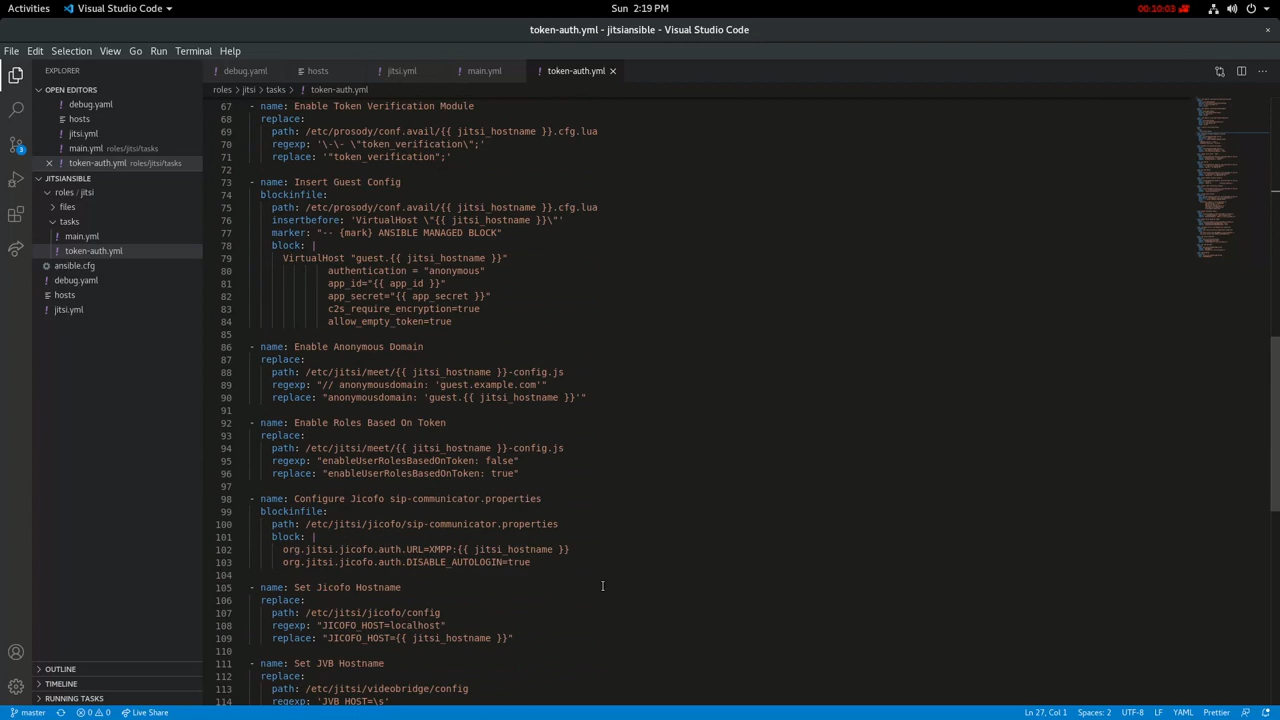 Activities Visual Studio Code Sun 2:19 PM 00:10:03
token-auth.yml - jitsiansible - Visual Studio Code ×
File Edit Selection View Go Run Terminal Help
EXPLORER debug.yaml hosts jitsi.yml main.yml token-auth.yml
OPEN EDITORS
roles > jitsi > tasks > token-auth.yml
debug.yaml
hosts
jitsi.yml
main.yml roles/jitsi/tasks
token-auth.yml roles/jitsi/tasks
JITSIANSIBLE
roles / jitsi
files
tasks
main.yml
token-auth.yml
ansible.cfg
debug.yaml
hosts
jitsi.yml
OUTLINE
TIMELINE
RUNNING TASKS
3
67 - name: Enable Token Verification Module
68 replace:
69 path: /etc/prosody/conf.avail/{{ jitsi_hostname }}.cfg.lua
70 regexp: '\-\- \"token_verification\";'
71 replace: '"token_verification";'
72
73 - name: Insert Guest Config
74 blockinfile:
75 path: /etc/prosody/conf.avail/{{ jitsi_hostname }}.cfg.lua
76 insertbefore: 'VirtualHost \"{{ jitsi_hostname }}\"'
77 marker: "-- {mark} ANSIBLE MANAGED BLOCK"
78 block: |
79 VirtualHost "guest.{{ jitsi_hostname }}"
80 authentication = "anonymous"
81 app_id="{{ app_id }}"
82 app_secret="{{ app_secret }}"
83 c2s_require_encryption=true
84 allow_empty_token=true
85
86 - name: Enable Anonymous Domain
87 replace:
88 path: /etc/jitsi/meet/{{ jitsi_hostname }}-config.js
89 regexp: "// anonymousdomain: 'guest.example.com'"
90 replace: "anonymousdomain: 'guest.{{ jitsi_hostname }}'"
91
92 - name: Enable Roles Based On Token
93 replace:
94 path: /etc/jitsi/meet/{{ jitsi_hostname }}-config.js
95 regexp: "enableUserRolesBasedOnToken: false"
96 replace: "enableUserRolesBasedOnToken: true"
97
98 - name: Configure Jicofo sip-communicator.properties
99 blockinfile:
100 path: /etc/jitsi/jicofo/sip-communicator.properties
101 block: |
102 org.jitsi.jicofo.auth.URL=XMPP:{{ jitsi_hostname }}
103 org.jitsi.jicofo.auth.DISABLE_AUTOLOGIN=true
104
105 - name: Set Jicofo Hostname
106 replace:
107 path: /etc/jitsi/jicofo/config
108 regexp: "JICOFO_HOST=localhost"
109 replace: "JICOFO_HOST={{ jitsi_hostname }}"
110
111 - name: Set JVB Hostname
112 replace:
113 path: /etc/jitsi/videobridge/config
114 regexp: 'JVB_HOST=\s'
main 0 0 Live Share Ln 27, Col 1 Spaces: 2 UTF-8 LF YAML Prettier